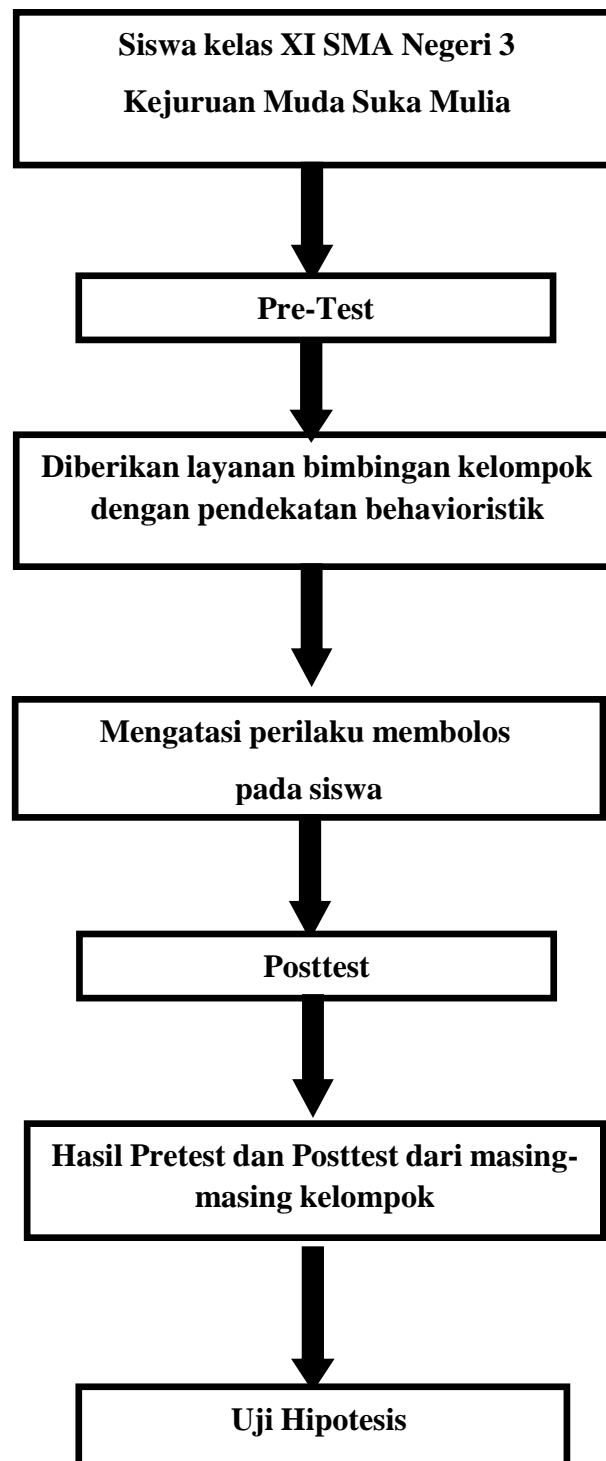 Siswa kelas XI SMA Negeri 3
Kejuruan Muda Suka Mulia
Pre-Test
Diberikan layanan bimbingan kelompok
dengan pendekatan behavioristik
Mengatasi perilaku membolos
pada siswa
Posttest
Hasil Pretest dan Posttest dari masing-
masing kelompok
Uji Hipotesis